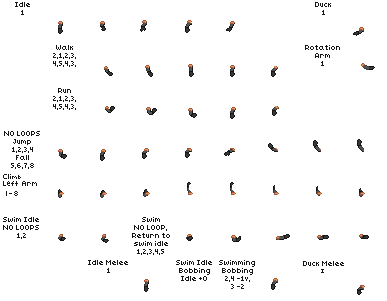 Idle
1
Duck
1
Walk
2,1,2,3,
4,5,4,3,
Rotation
Arm
1
Run
2,1,2,3,
4,5,4,3,
NO LOOPS
Jump
1,2,3,4
Fall
5,6,7,8
Climb
Left Arm
1-8
Swim Idle
NO LOOPS
1,2
Swim
NO LOOP,
Return to
swim idle
1,2,3,4,5
Swim Idle
Bobbing
Idle +0
Swimming
Bobbing
2,4 -1v,
3 -2
Idle Melee
1
Duck Melee
1